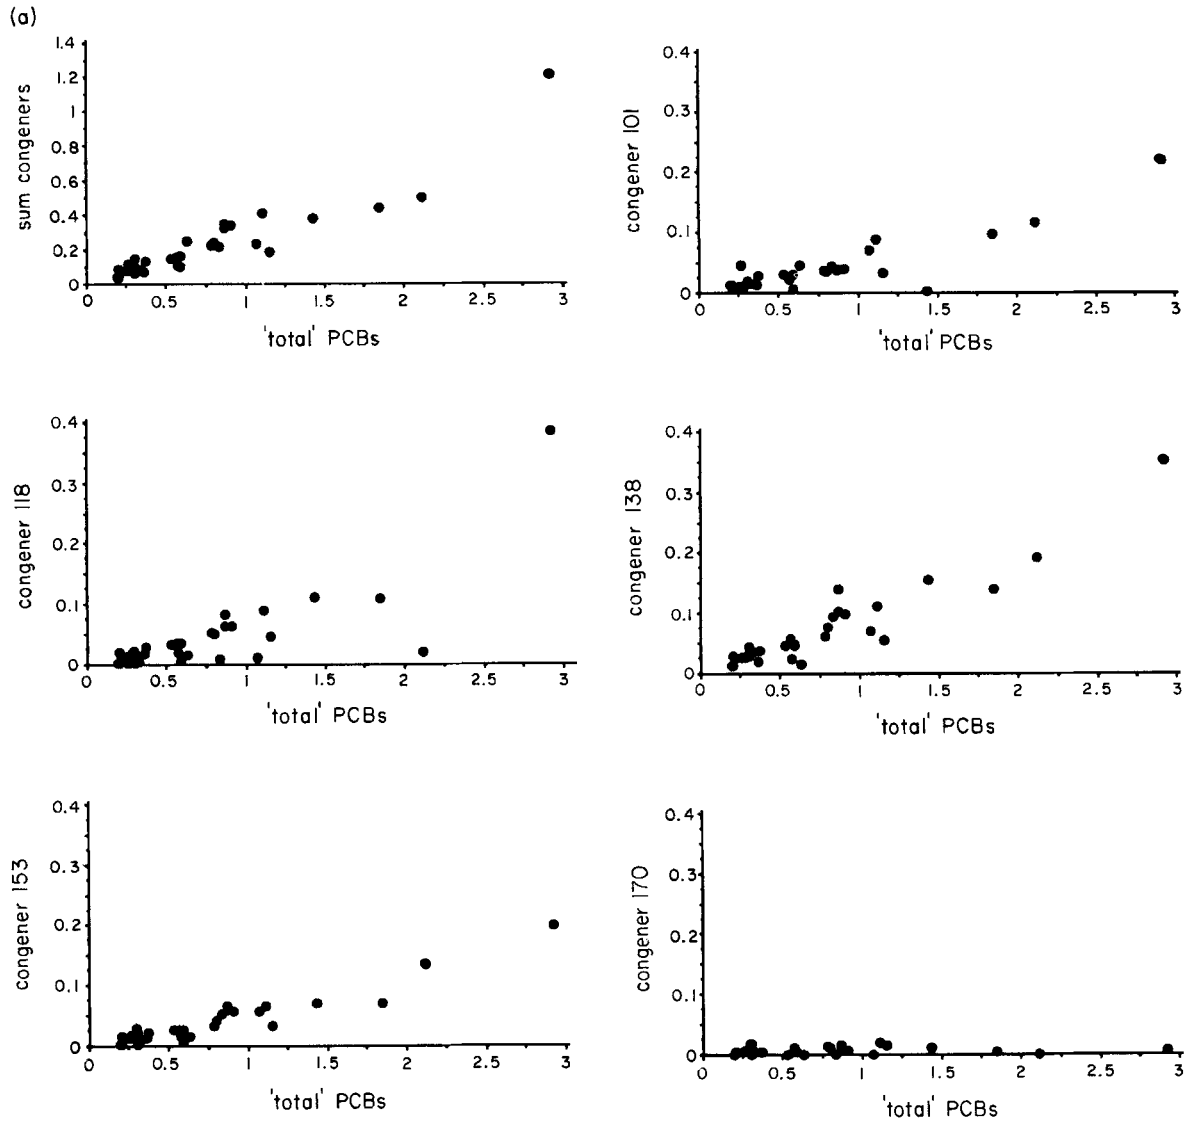 (a)
sum congeners
1.4
1.2
1
0.8
0.6
0.4
0.2
0
0 0.5 1 1.5 2 2.5 3
'total' PCBs
congener 101
0.4
0.3
0.2
0.1
0
0 0.5 1 1.5 2 2.5 3
'total' PCBs
congener 118
0.4
0.3
0.2
0.1
0
0 0.5 1 1.5 2 2.5 3
'total' PCBs
congener 138
0.4
0.3
0.2
0.1
0
0 0.5 1 1.5 2 2.5 3
'total' PCBs
congener 153
0.4
0.3
0.2
0.1
0
0 0.5 1 1.5 2 2.5 3
'total' PCBs
congener 170
0.4
0.3
0.2
0.1
0
0 0.5 1 1.5 2 2.5 3
'total' PCBs